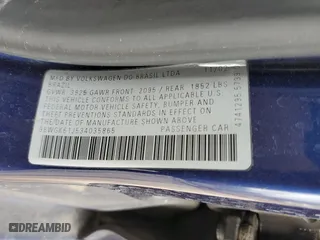 MFD. BY VOLKSWAGEN DO BRASIL LTDA
BRAZIL
GVWR 3925 GAWR FRONT 2095 / REAR 1852 LBS
THIS MOTOR VEHICLE CONFORMS TO ALL APPLICABLE U.S.
FEDERAL MOTOR VEHICLE SAFETY, BUMPER AND
THEFT PREVENTION STANDARDS IN EFFECT
ON THE DATE OF MANUFACTURE SHOWN ABOVE.
PASSENGER CAR
DREAMBID